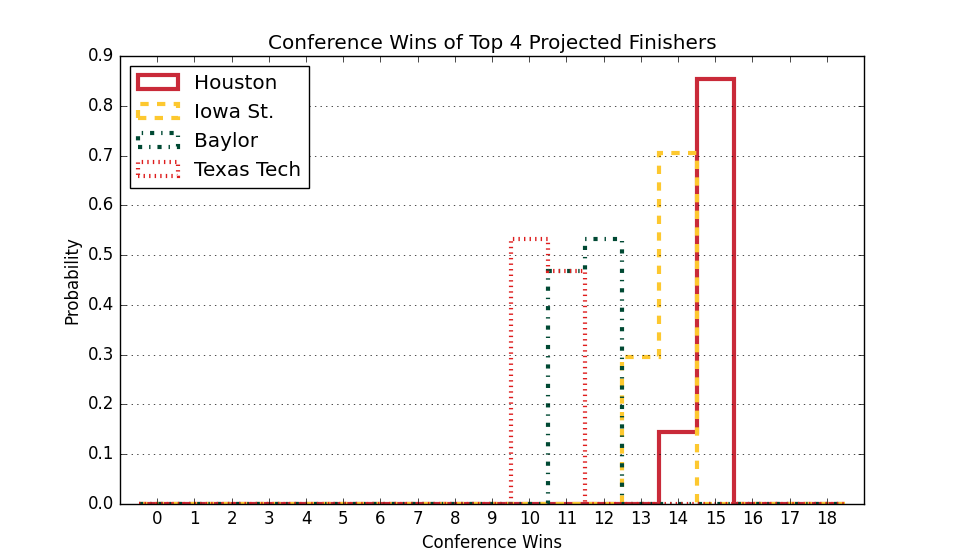 Conference Wins of Top 4 Projected Finishers
Houston
Iowa St.
Baylor
Texas Tech
Probability
0.9
0.8
0.7
0.6
0.5
0.4
0.3
0.2
0.1
0.0
0 1 2 3 4 5 6 7 8 9 10 11 12 13 14 15 16 17 18
Conference Wins